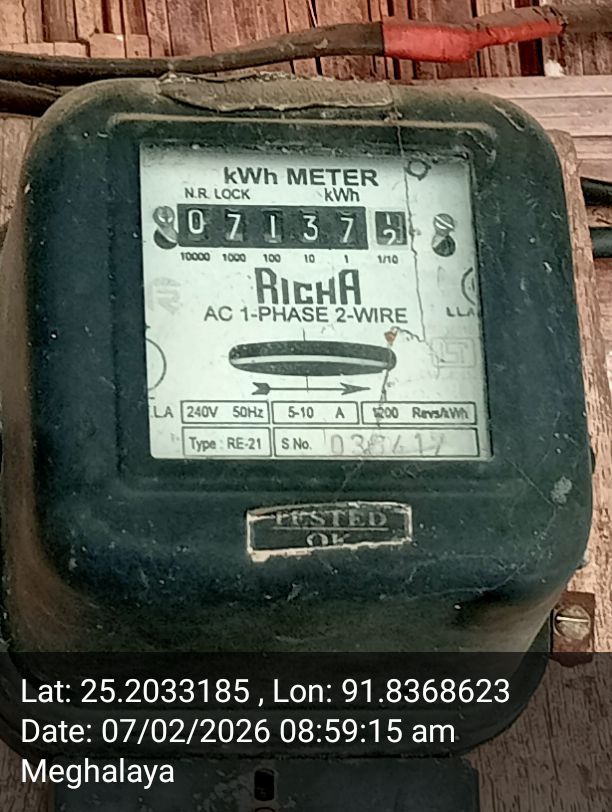 kWh METER
N.R. LOCK kWh
0 7 1 3 7
10000 1000 100 10 1 1/10
RICHA
AC 1-PHASE 2-WIRE
LLA
LA 240V 50Hz 5-10 A 1200 Revs/kWh
Type : RE-21 S No.
TESTED
OK
Lat: 25.2033185 , Lon: 91.8368623
Date: 07/02/2026 08:59:15 am
Meghalaya